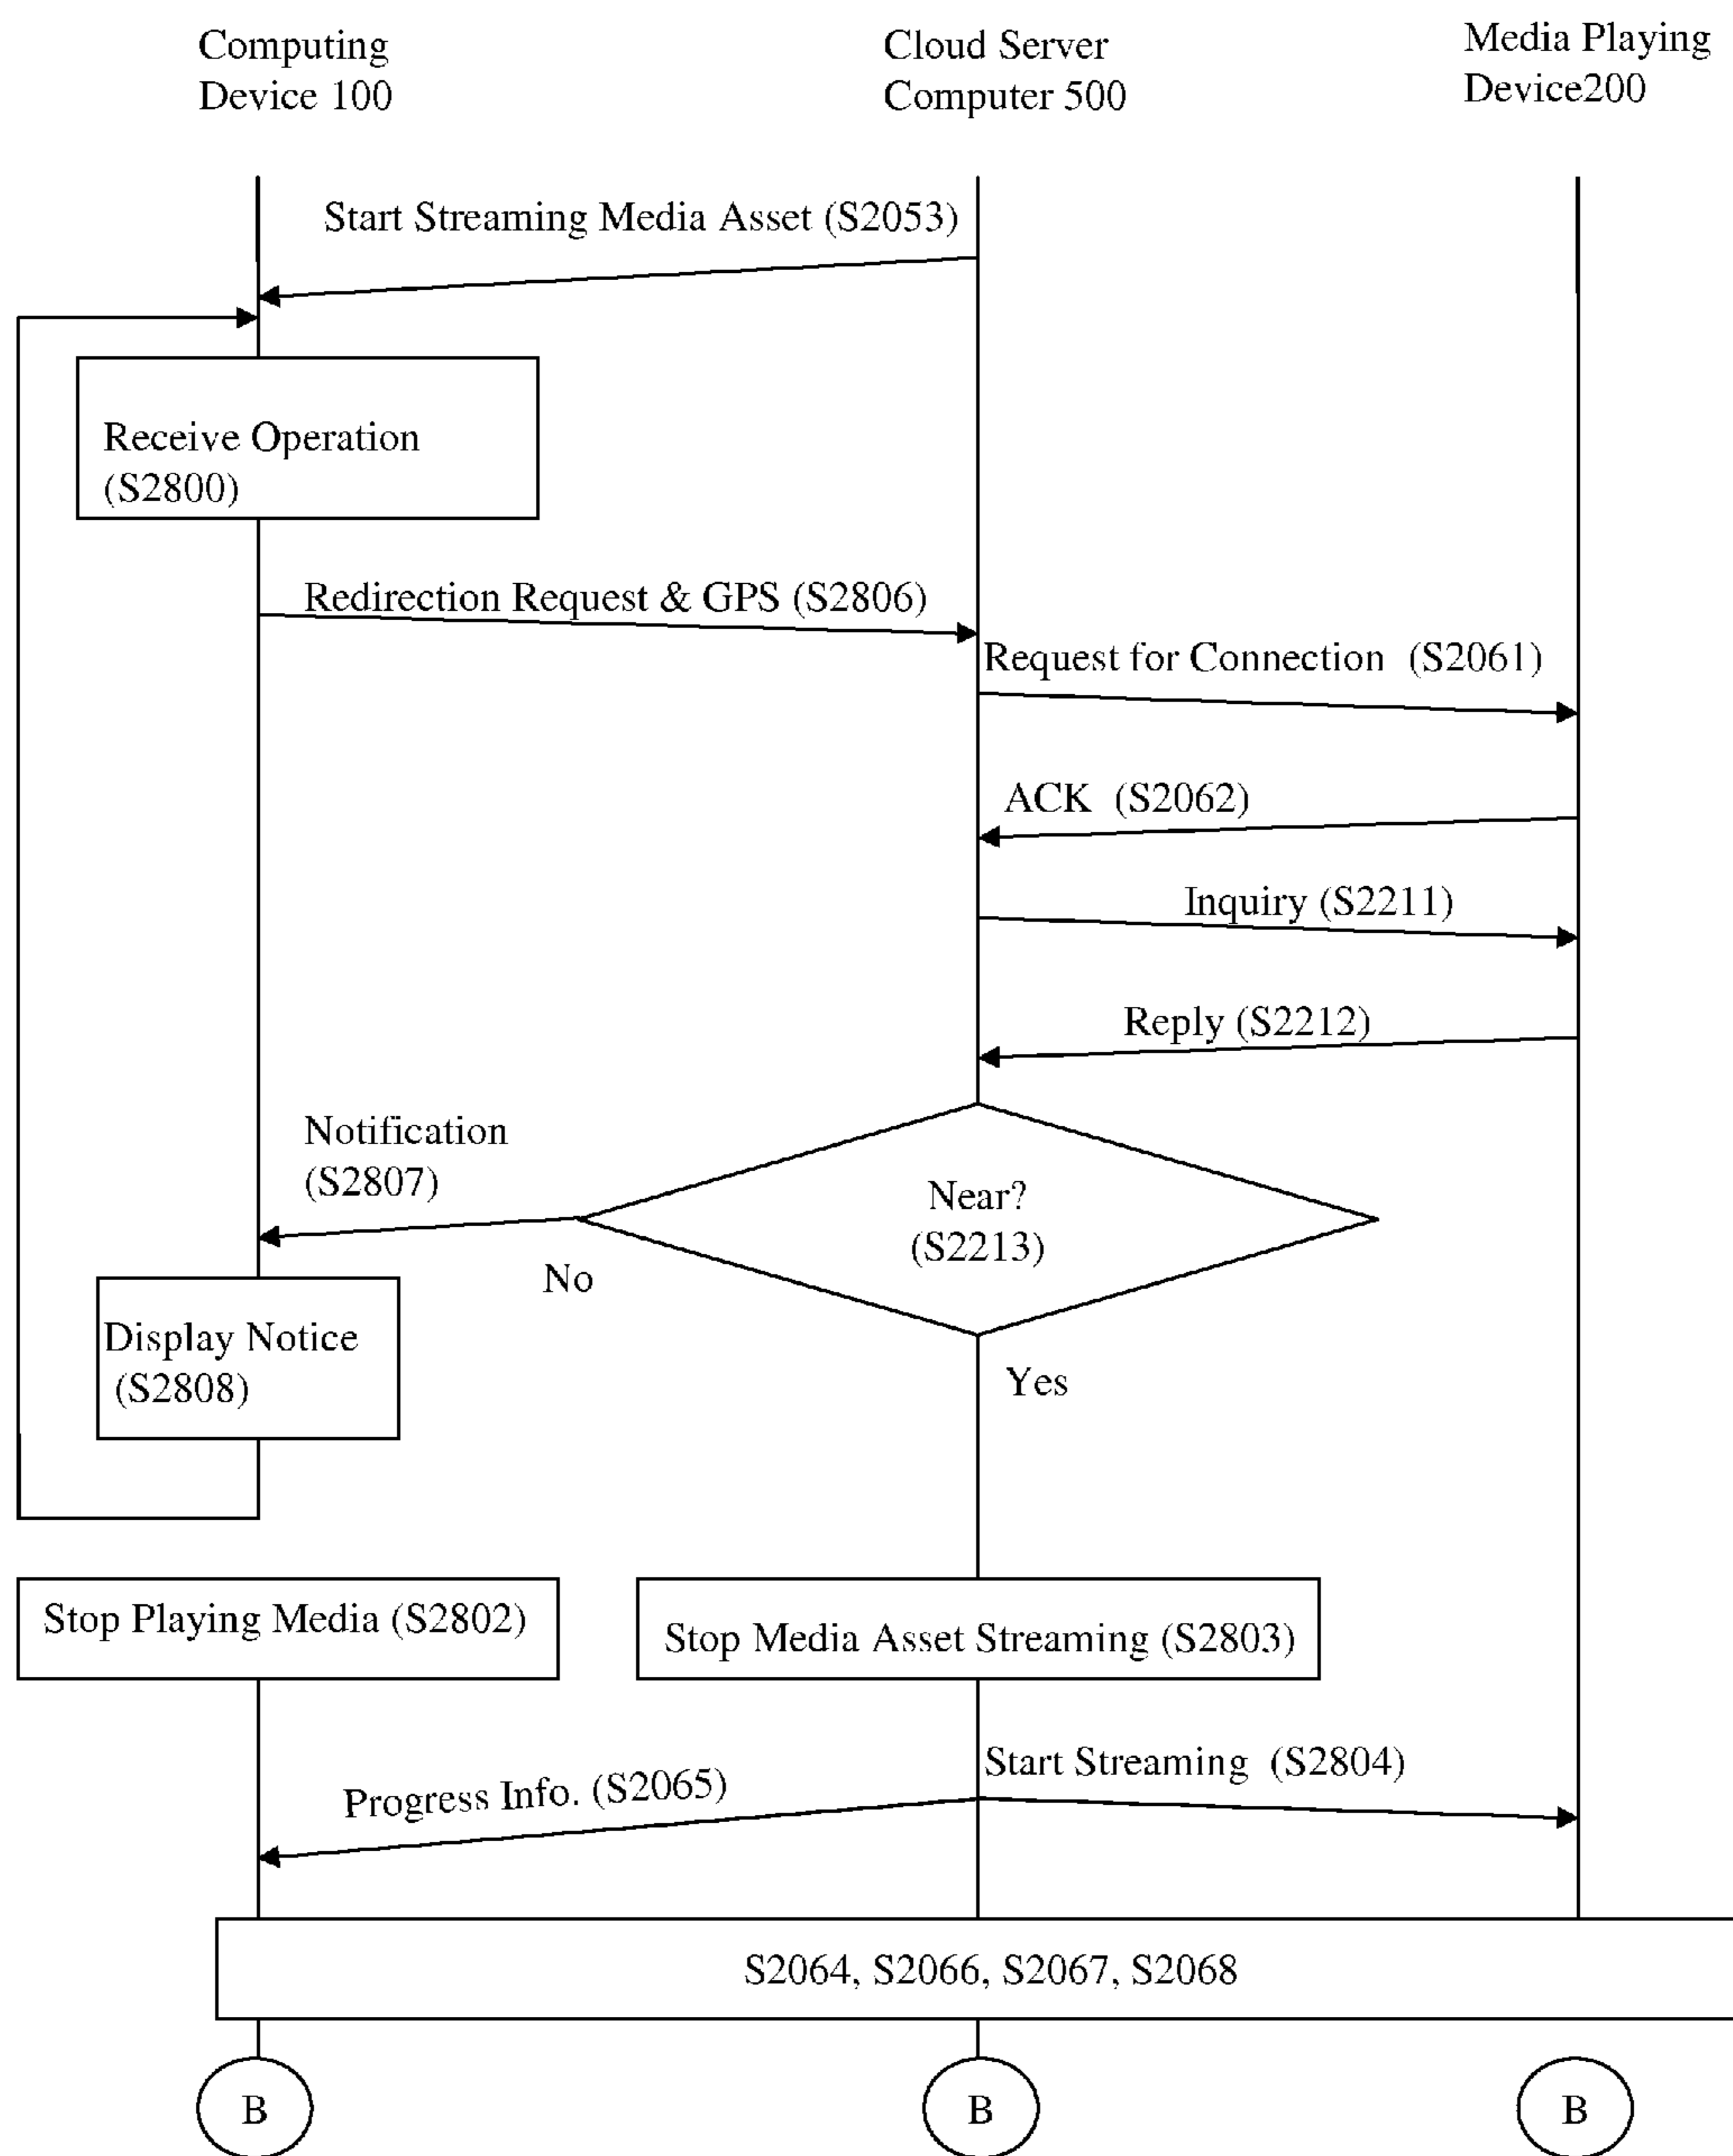 Computing
Device 100
Cloud Server
Computer 500
Media Playing
Device200
Start Streaming Media Asset (S2053)
Receive Operation
(S2800)
Redirection Request & GPS (S2806)
Request for Connection (S2061)
ACK (S2062)
Inquiry (S2211)
Reply (S2212)
Notification
(S2807)
Near?
(S2213)
No
Display Notice
(S2808)
Yes
Stop Playing Media (S2802)
Stop Media Asset Streaming (S2803)
Start Streaming (S2804)
Progress Info. (S2065)
S2064, S2066, S2067, S2068
B
B
B